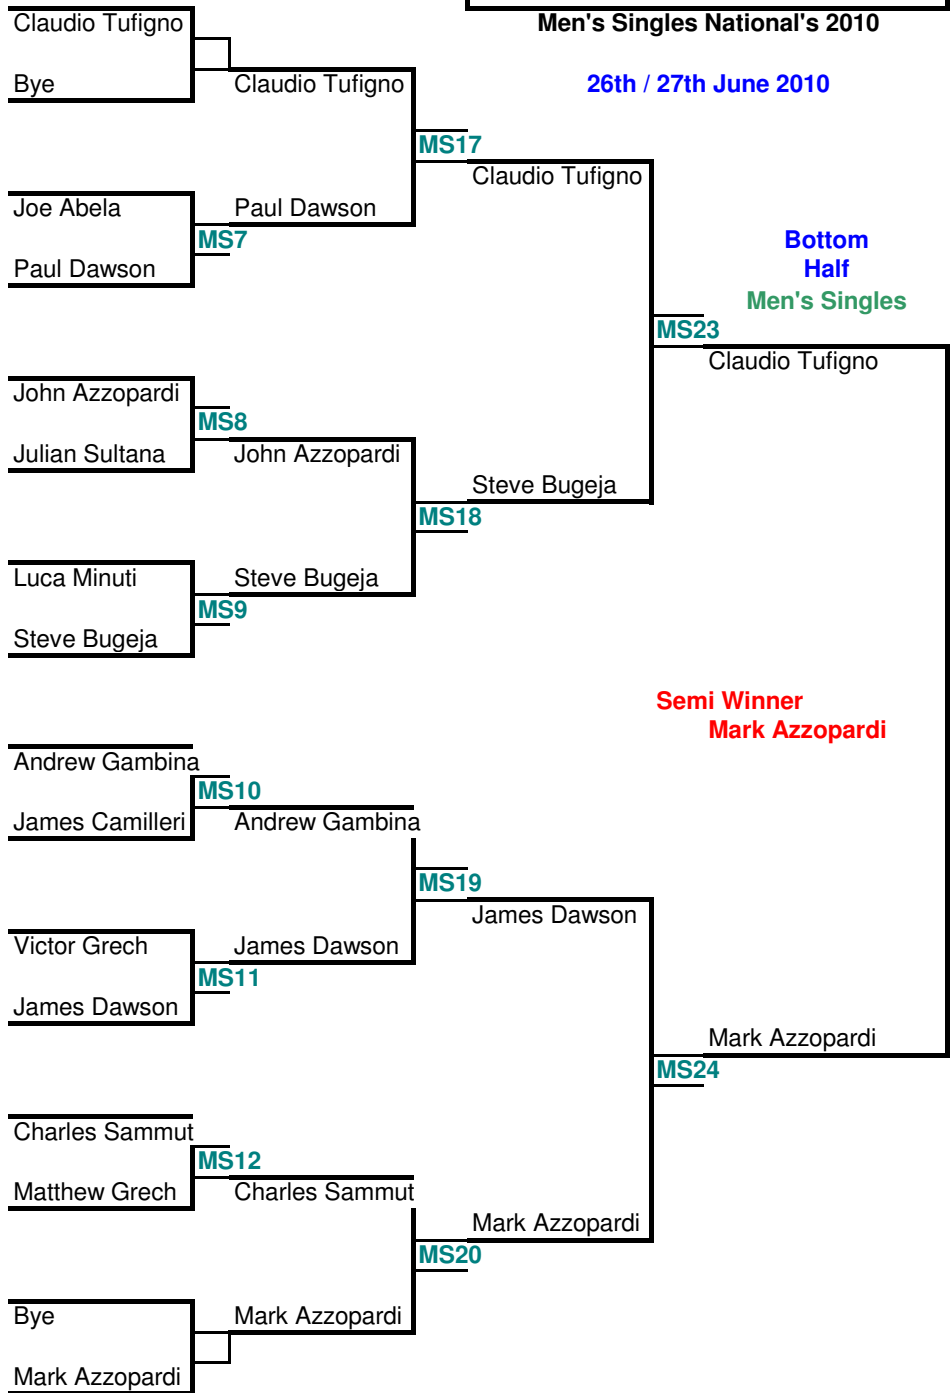 Claudio Tufigno
Men's Singles National's 2010
Bye
Claudio Tufigno
26th / 27th June 2010
MS17
Claudio Tufigno
Joe Abela
Paul Dawson
MS7
Bottom
Half
Paul Dawson
Men's Singles
MS23
Claudio Tufigno
John Azzopardi
MS8
Julian Sultana
John Azzopardi
Steve Bugeja
MS18
Luca Minuti
Steve Bugeja
MS9
Steve Bugeja
Semi Winner
Mark Azzopardi
Andrew Gambina
MS10
James Camilleri
Andrew Gambina
MS19
James Dawson
Victor Grech
James Dawson
MS11
James Dawson
Mark Azzopardi
MS24
Charles Sammut
MS12
Matthew Grech
Charles Sammut
Mark Azzopardi
MS20
Bye
Mark Azzopardi
Mark Azzopardi